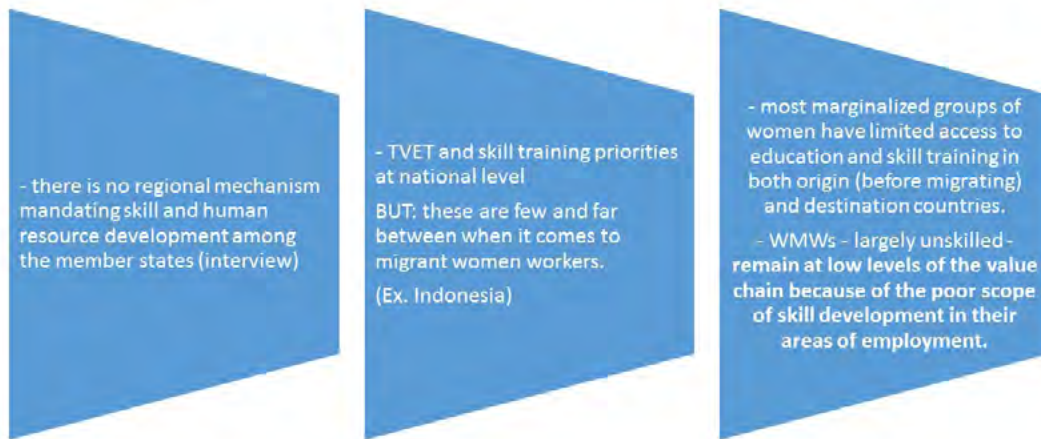 - there is no regional mechanism
mandating skill and human
resource development among
the member states (interview)
- TVET and skill training priorities
at national level
BUT: these are few and far
between when it comes to
migrant women workers.
(Ex. Indonesia)
- most marginalized groups of
women have limited access to
education and skill training in
both origin (before migrating)
and destination countries.
- WMWs - largely unskilled -
remain at low levels of the value
chain because of the poor scope
of skill development in their
areas of employment.